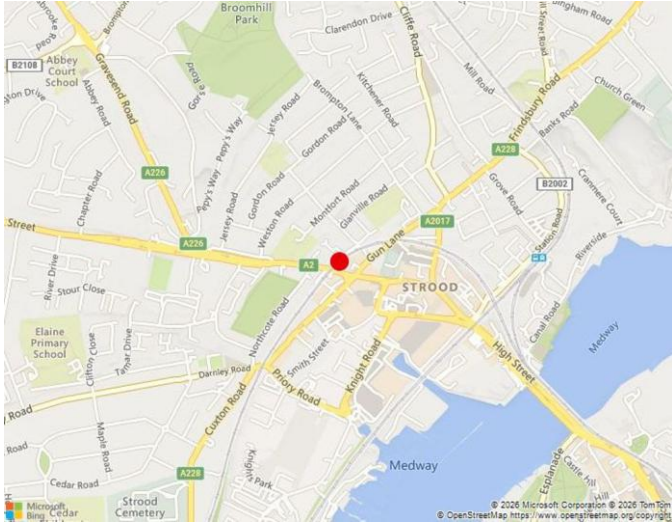 Broomhill
Park
Clarendon Drive
Cliffe Road
Bingham Road
Brompton
B2108
Abbey
Court
School
Gravesend Road
Abbey Road
Mill Road
Church Green
Kitchener Road
Brompton Lane
Frindsbury Road
Banks Road
Jersey Road
Pepy's Way
Gordon Road
A228
A226
B2002
Grove Road
Cranmere Court
Chapter Road
Jersey Road
Gordon Road
Weston Road
Montfort Road
Glanville Road
A2017
Station Road
Riverside
Street
A226
Gun Lane
A2
STROOD
River Drive
Stour Close
Northcote Road
Canal Road
Medway
Elaine
Primary
School
Clifton Close
Tamar Drive
Smith Street
High Street
Darnley Road
Priory Road
Knight Road
Cuxton Road
Maple Road
Medway
A228
Esplanade
Castle Hill
Cedar Road
Strood
Cemetery
Microsoft
Bing
Cedar
© 2026 Microsoft Corporation © 2026 TomTom
© OpenStreetMap https://www.openstreetmap.org/copyright